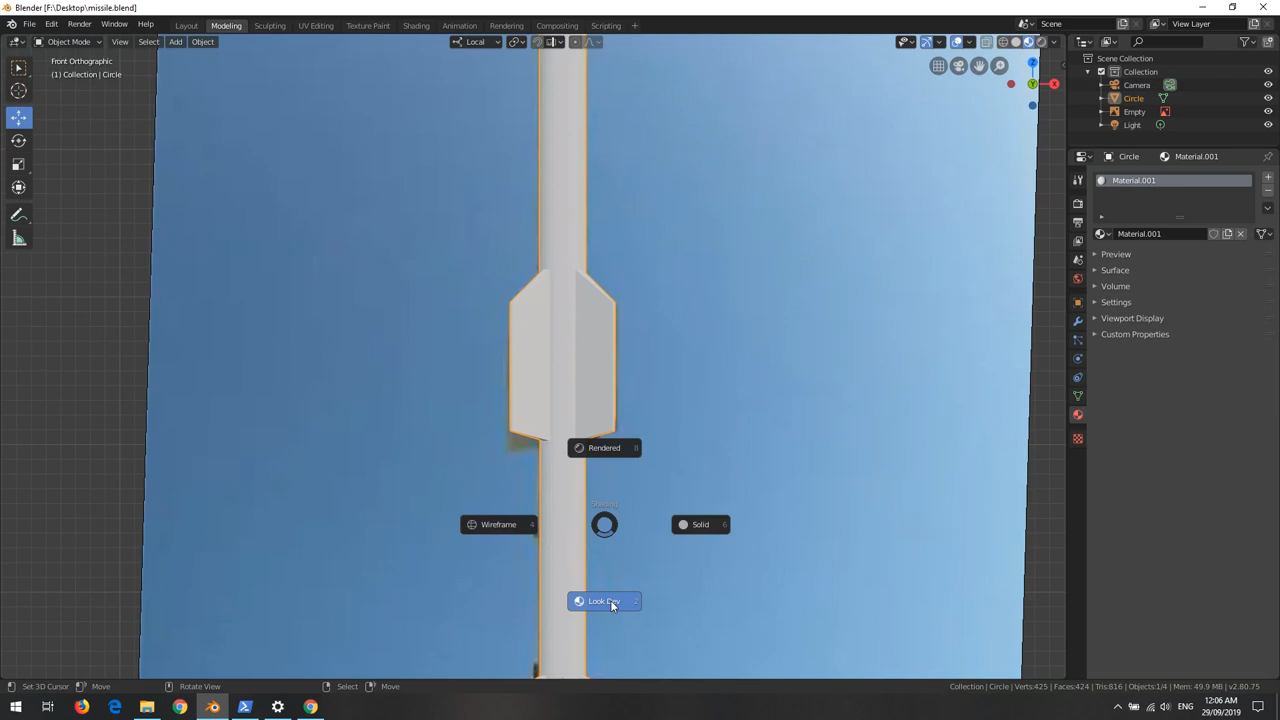 Blender [F:\Desktop\missile.blend]
File Edit Render Window Help Layout Modeling Sculpting UV Editing Texture Paint Shading Animation Rendering Compositing Scripting Scene View Layer
Object Mode View Select Add Object Local
Front Orthographic
(1) Collection | Circle
Z
Y
X
Scene Collection
Collection
Camera
Circle
Empty
Light
Circle Material.001
Material.001
Material.001
Preview
Surface
Volume
Settings
Viewport Display
Custom Properties
Rendered 8
Shading
Wireframe 4
Solid 6
Look Dev 2
Set 3D Cursor Move Rotate View Select Move Collection | Circle | Verts:425 | Faces:424 | Tris:816 | Objects:1/4 | Mem: 49.9 MB | v2.80.75
ENG 12:06 AM
29/09/2019